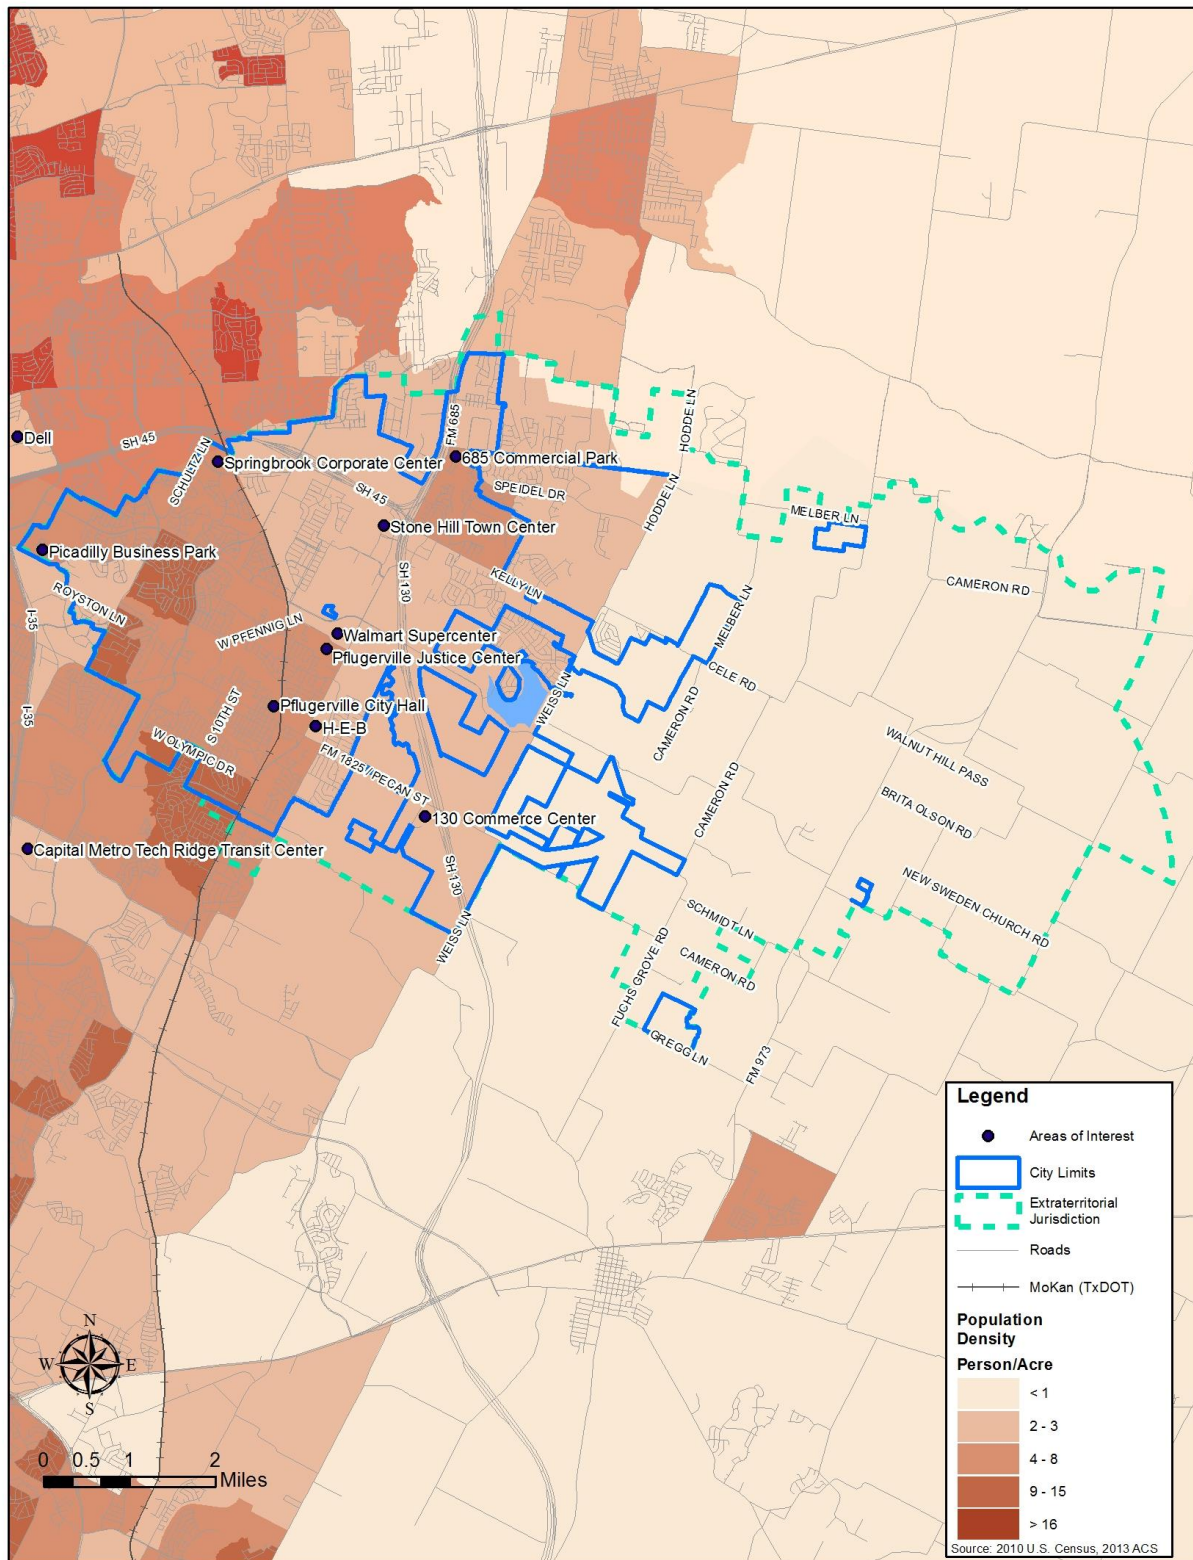 HODDE LN
FM 685
Dell
SH 45
SCHULTZ LN
Springbrook Corporate Center
685 Commercial Park
SPEIDEL DR
SH 45
HODDE LN
MELBER LN
Stone Hill Town Center
Picadilly Business Park
ROYSTON LN
I-35
SH 130
KELLY LN
CAMERON RD
W PFENNIG LN
Walmart Supercenter
Pflugerville Justice Center
MELBER LN
CELE RD
WEISS LN
S 10TH ST
Pflugerville City Hall
H-E-B
I-35
W OLYMPIC DR
FM 1825 / PECAN ST
CAMERON RD
WALNUT HILL PASS
CAMERON RD
BRITA OLSON RD
130 Commerce Center
Capital Metro Tech Ridge Transit Center
SH 130
WEISS LN
SCHMIDT LN
NEW SWEDEN CHURCH RD
FUCHS GROVE RD
CAMERON RD
GREGG LN
FM 973
Legend
Areas of Interest
City Limits
Extraterritorial
Jurisdiction
Roads
MoKan (TxDOT)
Population
Density
Person/Acre
< 1
2 - 3
4 - 8
9 - 15
> 16
Source: 2010 U.S. Census, 2013 ACS
N
W E
S
0 0.5 1 2
Miles